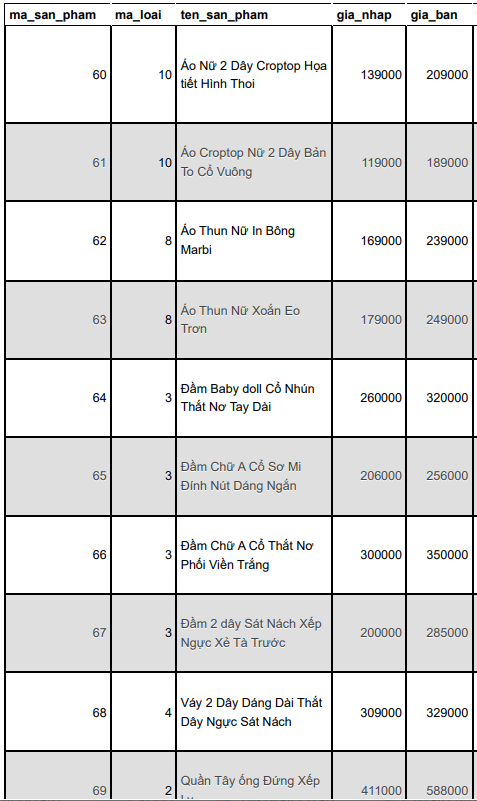 ma_san_pham ma_loai ten_san_pham gia_nhap gia_ban
60 10 Áo Nữ 2 Dây Croptop Họa 139000 209000
tiết Hình Thoi
61 10 Áo Croptop Nữ 2 Dây Bản 119000 189000
To Cổ Vuông
62 8 Áo Thun Nữ In Bông 169000 239000
Marbi
63 8 Áo Thun Nữ Xoắn Eo 179000 249000
Trơn
64 3 Đầm Baby doll Cổ Nhún 260000 320000
Thắt Nơ Tay Dài
65 3 Đầm Chữ A Cổ Sơ Mi 206000 256000
Đính Nút Dáng Ngắn
66 3 Đầm Chữ A Cổ Thắt Nơ 300000 350000
Phối Viền Trắng
67 3 Đầm 2 dây Sát Nách Xếp 200000 285000
Ngực Xẻ Tà Trước
68 4 Váy 2 Dây Dáng Dài Thắt 309000 329000
Dây Ngực Sát Nách
69 2 Quần Tây ống Đứng Xếp 411000 588000